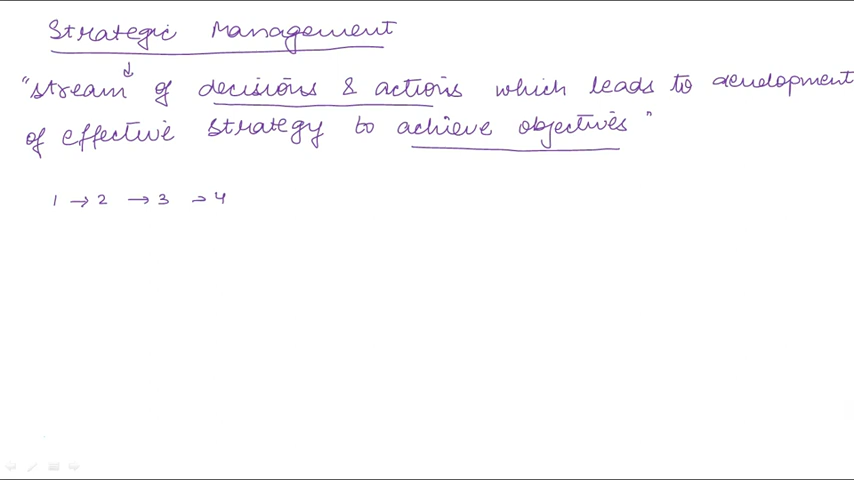 Strategic Management
↓
"stream of decisions & actions which leads to development
of effective strategy to achieve objectives"
1 → 2 → 3 → 4